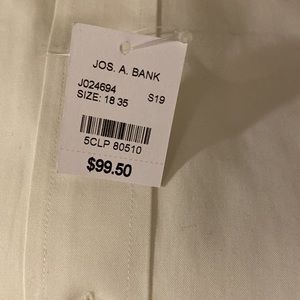 JOS. A. BANK
J024694 S19
SIZE: 18 35
5CLP 80510
$99.50